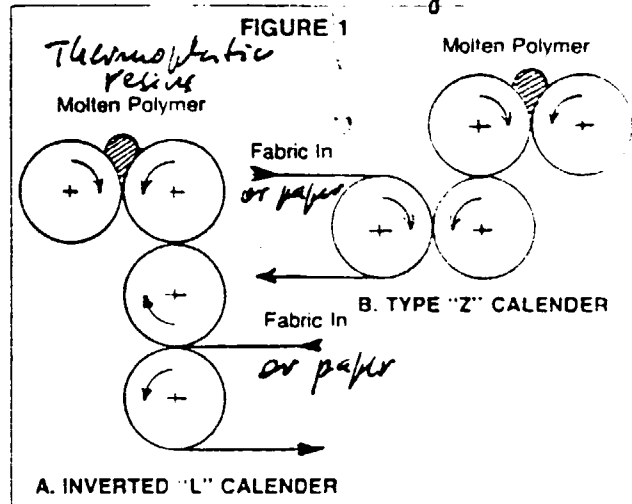 FIGURE 1
Thermoplastic
resins
Molten Polymer
Molten Polymer
Fabric In
or paper
B. TYPE "Z" CALENDER
Fabric In
or paper
A. INVERTED "L" CALENDER